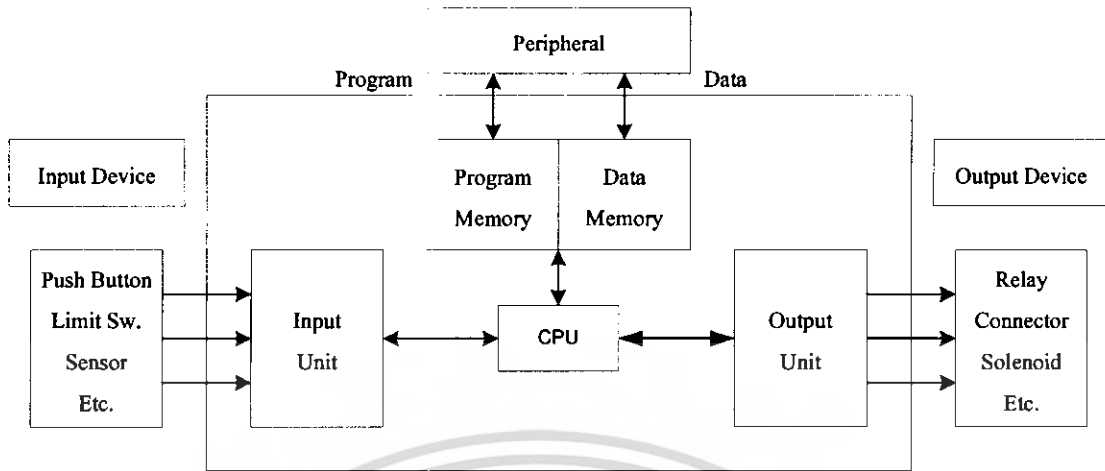 Peripheral
Program
Data
Input Device
Program
Memory
Data
Memory
Output Device
Push Button
Limit Sw.
Sensor
Etc.
Input
Unit
CPU
Output
Unit
Relay
Connector
Solenoid
Etc.